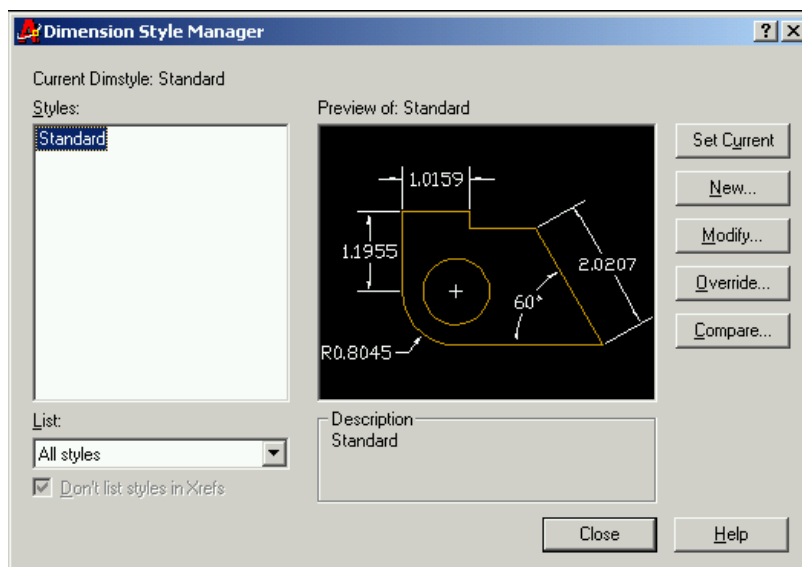 Dimension Style Manager
Current Dimstyle: Standard
Styles:
Standard
Preview of: Standard
1.0159
1.1955
2.0207
60°
R0.8045
Set Current
New...
Modify...
Override...
Compare...
List:
All styles
Don't list styles in Xrefs
Description
Standard
Close
Help